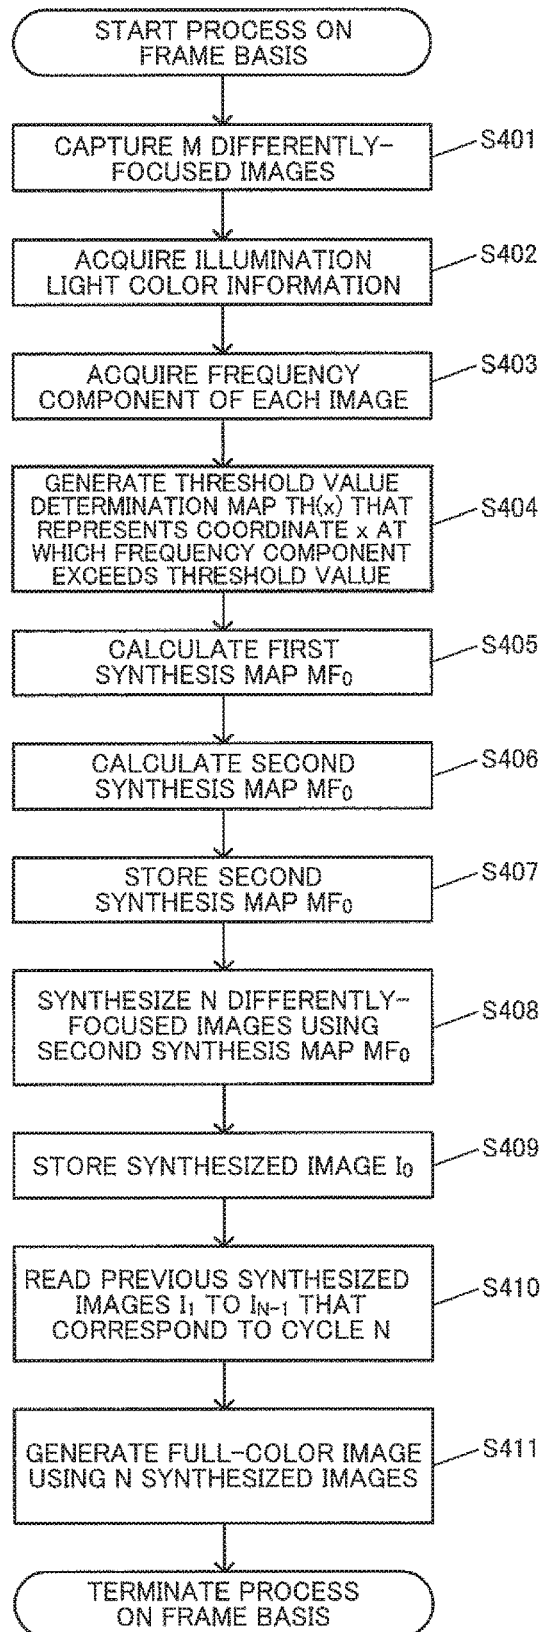 START PROCESS ON
FRAME BASIS
CAPTURE M DIFFERENTLY-
FOCUSED IMAGES
S401
ACQUIRE ILLUMINATION
LIGHT COLOR INFORMATION
S402
ACQUIRE FREQUENCY
COMPONENT OF EACH IMAGE
S403
GENERATE THRESHOLD VALUE
DETERMINATION MAP TH(x) THAT
REPRESENTS COORDINATE x AT
WHICH FREQUENCY COMPONENT
EXCEEDS THRESHOLD VALUE
S404
CALCULATE FIRST
SYNTHESIS MAP MF₀
S405
CALCULATE SECOND
SYNTHESIS MAP MF₀
S406
STORE SECOND
SYNTHESIS MAP MF₀
S407
SYNTHESIZE N DIFFERENTLY-
FOCUSED IMAGES USING
SECOND SYNTHESIS MAP MF₀
S408
STORE SYNTHESIZED IMAGE I₀
S409
READ PREVIOUS SYNTHESIZED
IMAGES I₁ TO I_N-1 THAT
CORRESPOND TO CYCLE N
S410
GENERATE FULL-COLOR IMAGE
USING N SYNTHESIZED IMAGES
S411
TERMINATE PROCESS
ON FRAME BASIS